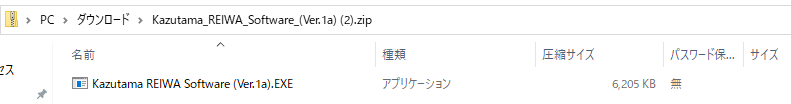 PC > ダウンロード > Kazutama_REIWA_Software_(Ver.1a) (2).zip
名前 種類 圧縮サイズ パスワード保... サイズ
セス
Kazutama REIWA Software (Ver.1a).EXE アプリケーション 6,205 KB 無